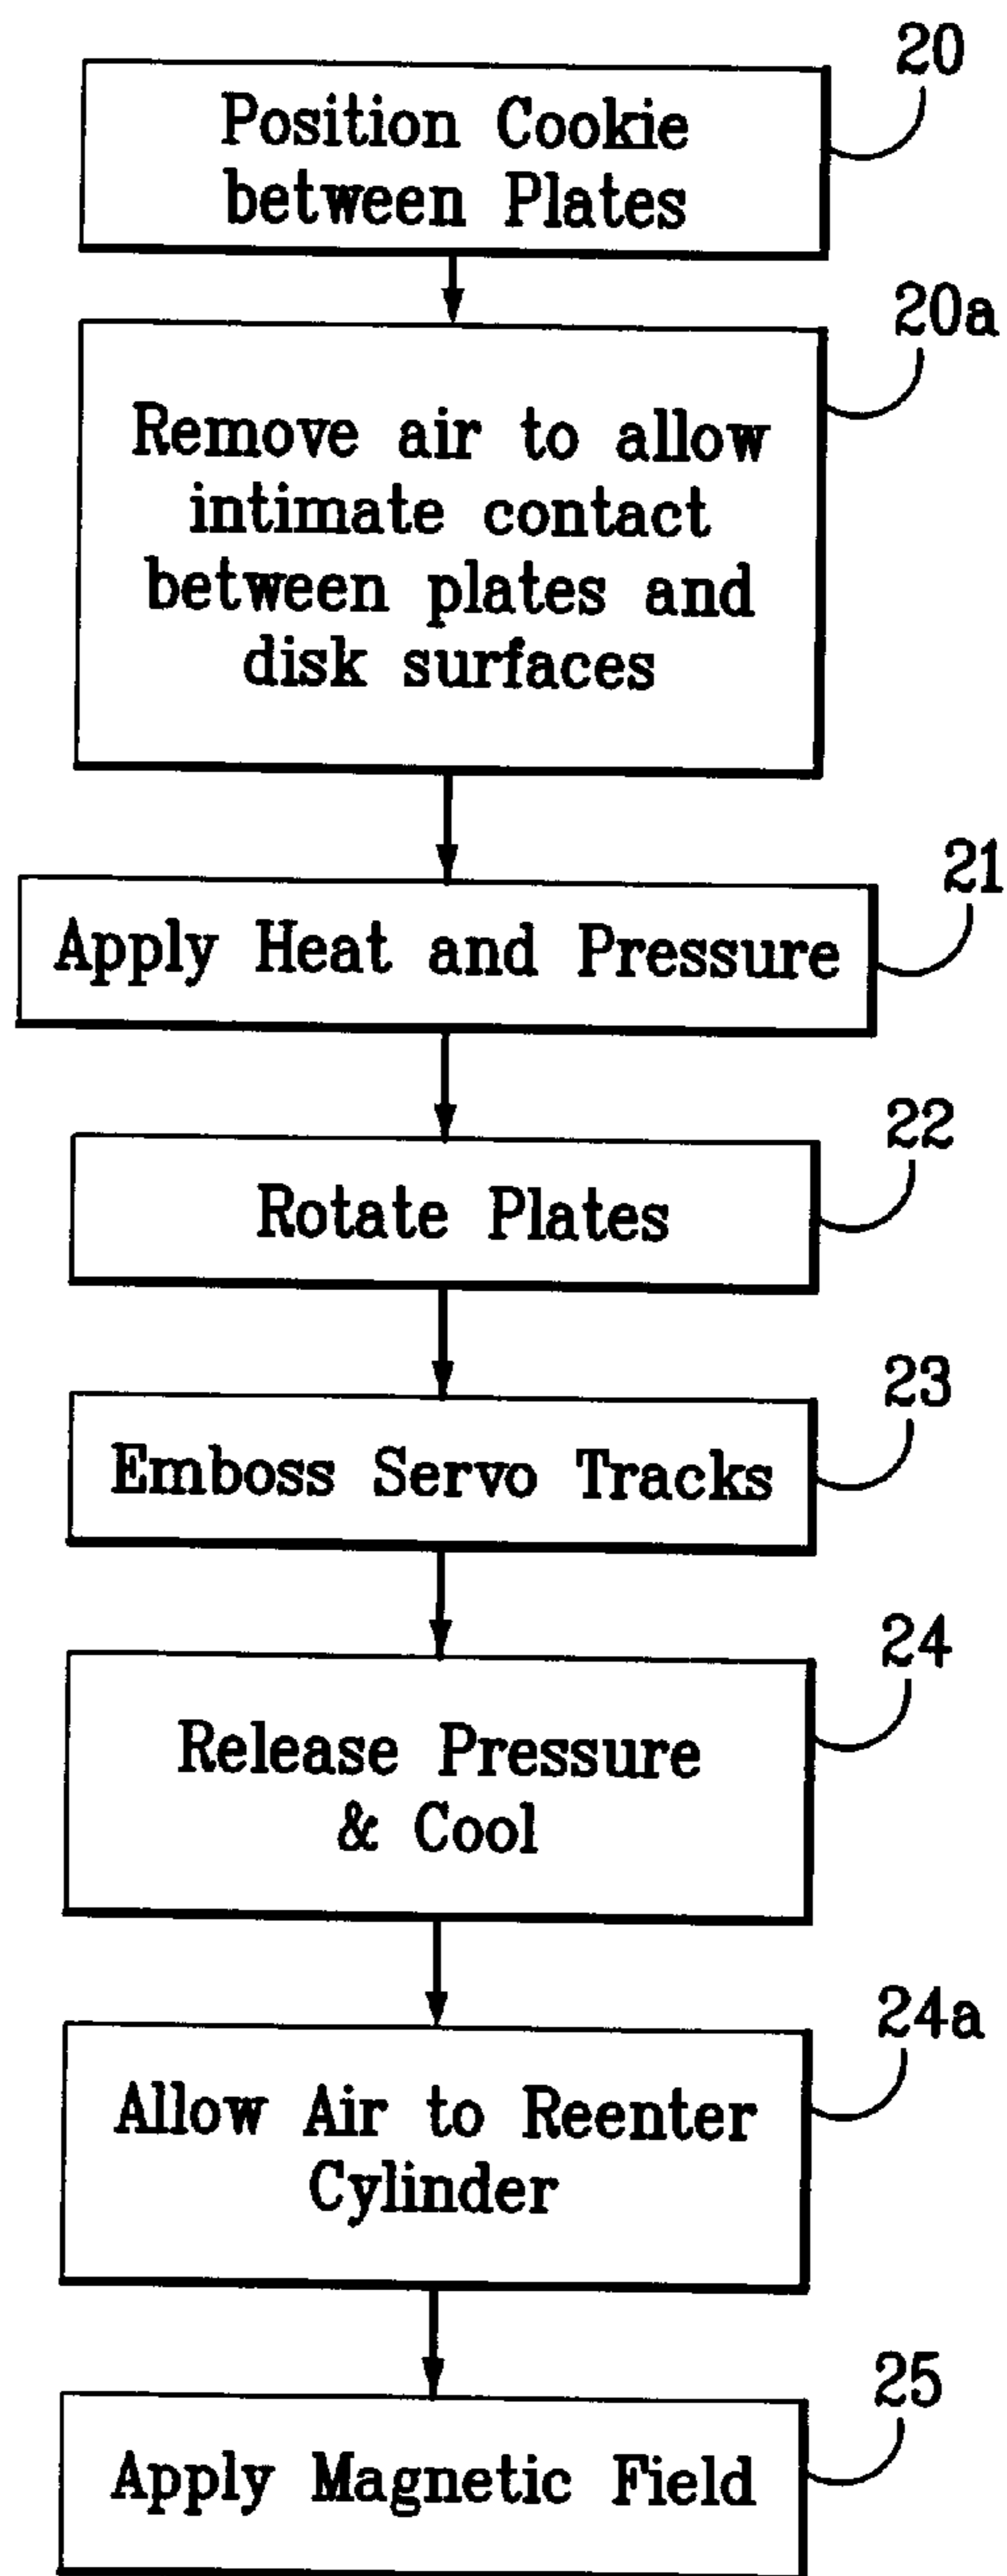 20
Position Cookie
between Plates
20a
Remove air to allow
intimate contact
between plates and
disk surfaces
21
Apply Heat and Pressure
22
Rotate Plates
23
Emboss Servo Tracks
24
Release Pressure
& Cool
24a
Allow Air to Reenter
Cylinder
25
Apply Magnetic Field